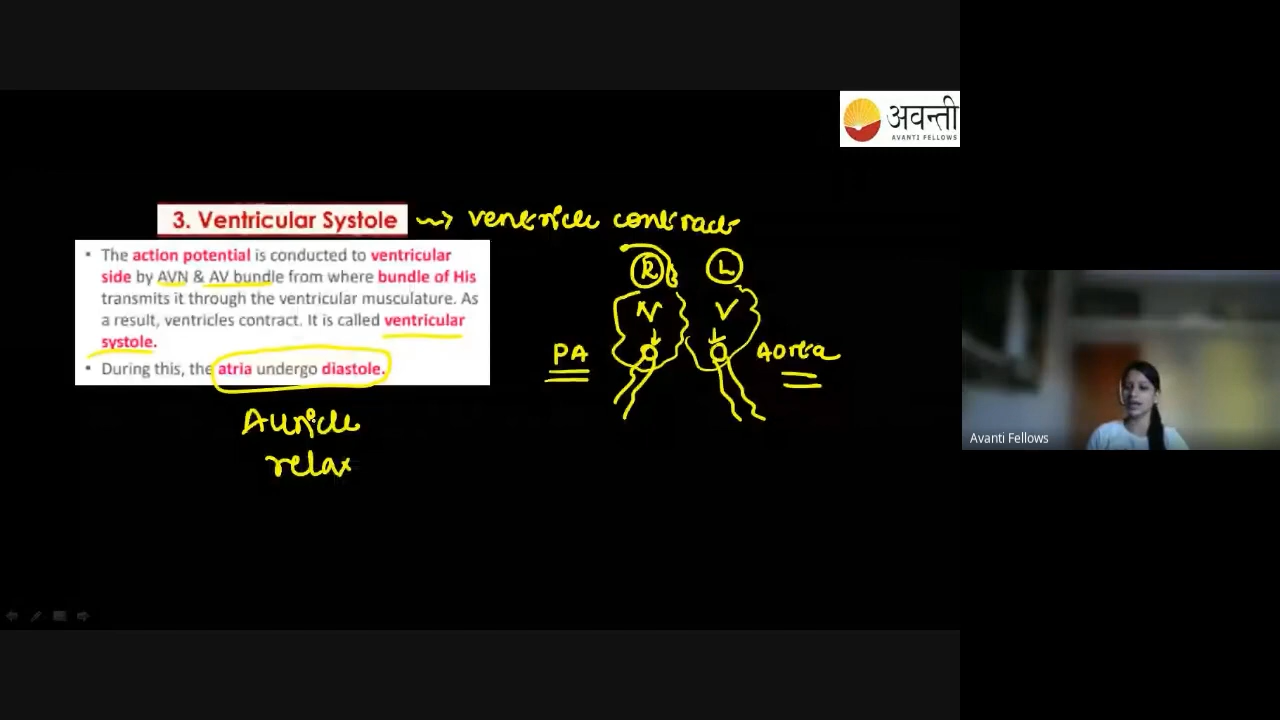 अवन्ती
AVANTI FELLOWS
3. Ventricular Systole ~> ventricle contract
• The action potential is conducted to ventricular
side by AVN & AV bundle from where bundle of His
transmits it through the ventricular musculature. As
a result, ventricles contract. It is called ventricular
systole.
• During this, the atria undergo diastole.
Auricle
relax
R L
V V
PA Aorta
Avanti Fellows